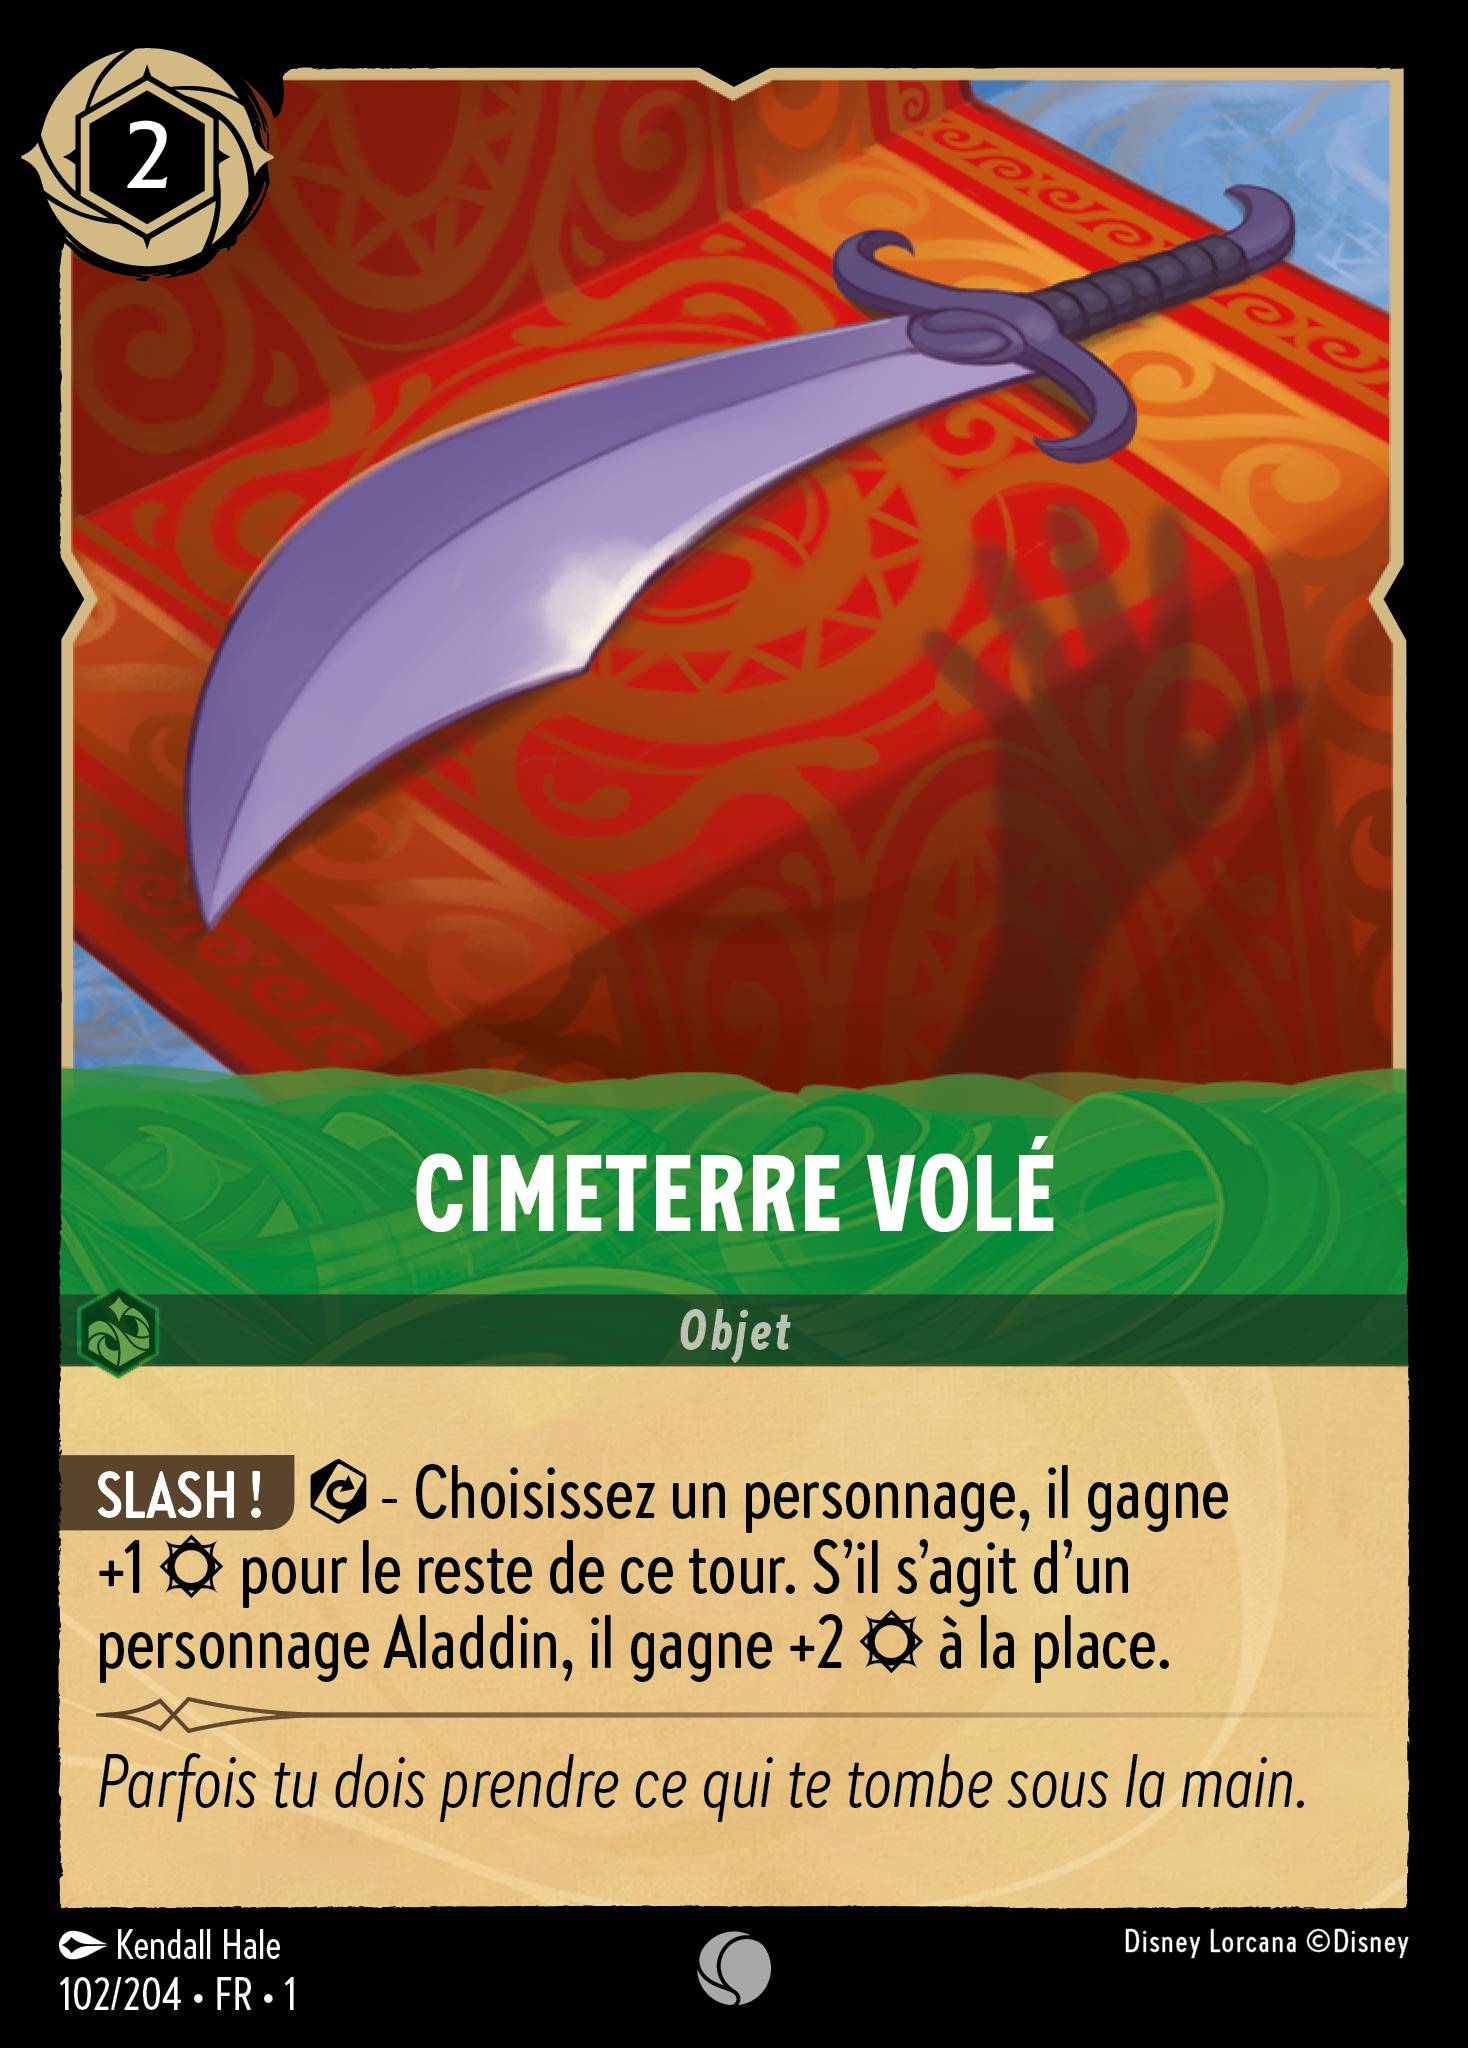 2
CIMETERRE VOLÉ
Objet
SLASH ! - Choisissez un personnage, il gagne
+1 pour le reste de ce tour. S’il s’agit d’un
personnage Aladdin, il gagne +2 à la place.
Parfois tu dois prendre ce qui te tombe sous la main.
Kendall Hale
Disney Lorcana ©Disney
102/204 • FR • 1